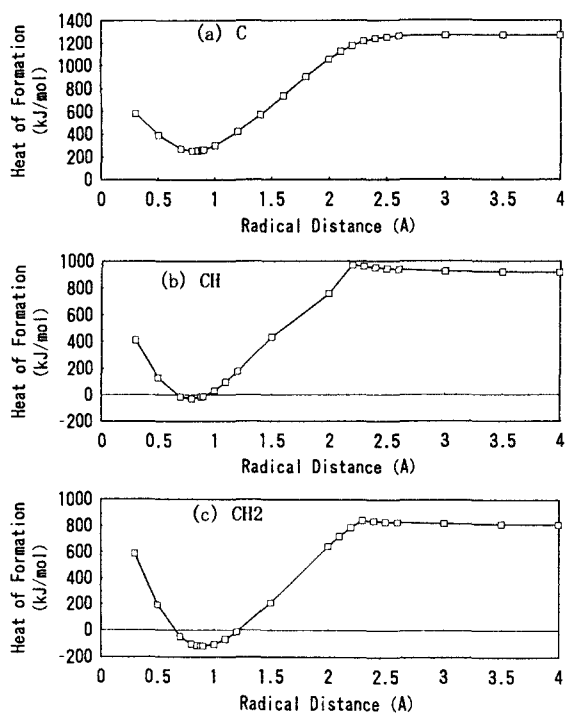 (a) C
Heat of Formation
(kJ/mol)
1400
1200
1000
800
600
400
200
0
0 0.5 1 1.5 2 2.5 3 3.5 4
Radical Distance (A)
(b) CH
Heat of Formation
(kJ/mol)
1000
800
600
400
200
0
-200
0 0.5 1 1.5 2 2.5 3 3.5 4
Radical Distance (A)
(c) CH2
Heat of Formation
(kJ/mol)
1000
800
600
400
200
0
-200
0 0.5 1 1.5 2 2.5 3 3.5 4
Radical Distance (A)